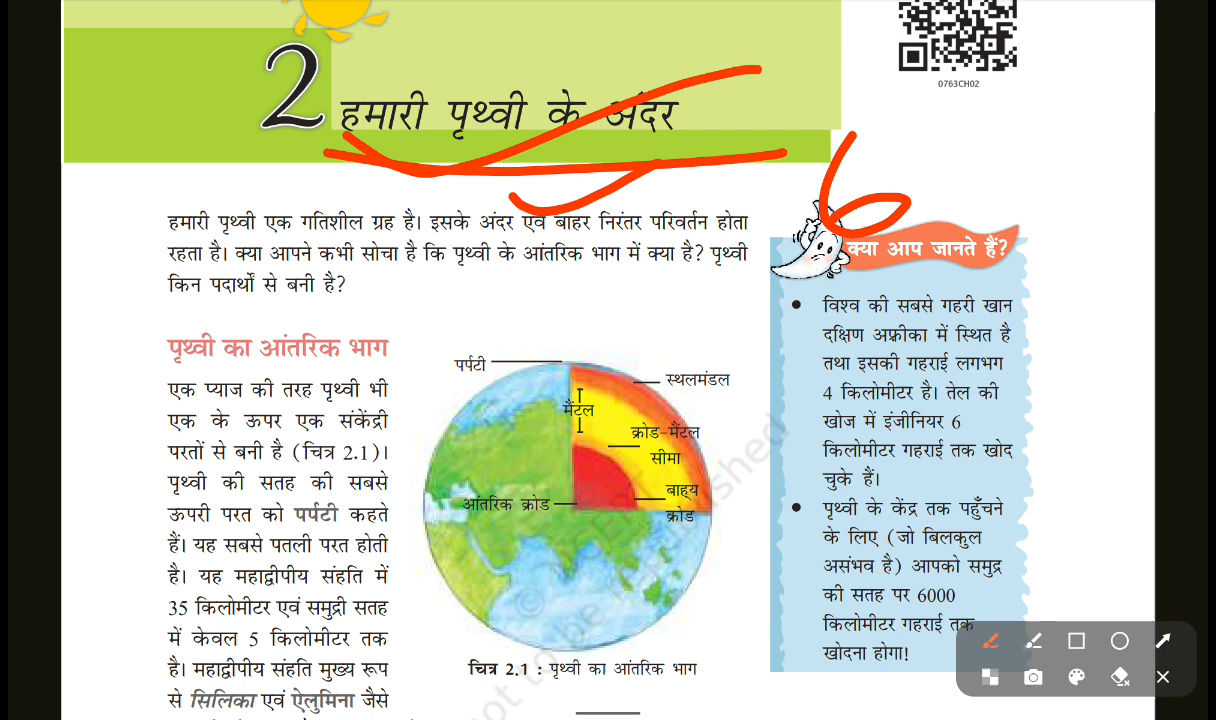 0763CH02
2 हमारी पृथ्वी के अंदर
6
हमारी पृथ्वी एक गतिशील ग्रह है। इसके अंदर एवं बाहर निरंतर परिवर्तन होता
रहता है। क्या आपने कभी सोचा है कि पृथ्वी के आंतरिक भाग में क्या है? पृथ्वी
किन पदार्थों से बनी है?
पृथ्वी का आंतरिक भाग
एक प्याज की तरह पृथ्वी भी
एक के ऊपर एक संकेंद्री
परतों से बनी है (चित्र 2.1)।
पृथ्वी की सतह की सबसे
ऊपरी परत को पर्पटी कहते
हैं। यह सबसे पतली परत होती
है। यह महाद्वीपीय संहति में
35 किलोमीटर एवं समुद्री सतह
में केवल 5 किलोमीटर तक
है। महाद्वीपीय संहति मुख्य रूप
से सिलिका एवं ऐलुमिना जैसे
पर्पटी
स्थलमंडल
मैंटल
क्रोड-मैंटल
सीमा
बाह्य
क्रोड
आंतरिक क्रोड
चित्र 2.1 : पृथ्वी का आंतरिक भाग
क्या आप जानते हैं?
• विश्व की सबसे गहरी खान
दक्षिण अफ़्रीका में स्थित है
तथा इसकी गहराई लगभग
4 किलोमीटर है। तेल की
खोज में इंजीनियर 6
किलोमीटर गहराई तक खोद
चुके हैं।
• पृथ्वी के केंद्र तक पहुँचने
के लिए (जो बिलकुल
असंभव है) आपको समुद्र
की सतह पर 6000
किलोमीटर गहराई तक
खोदना होगा!